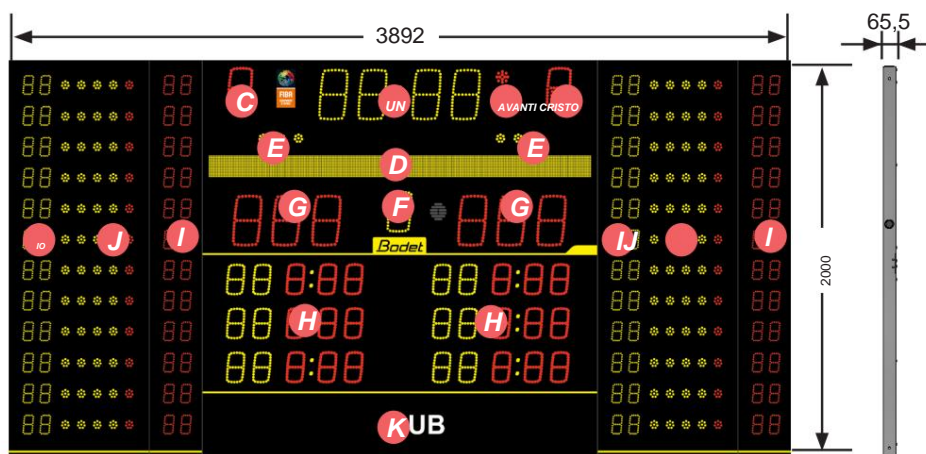 3892
65,5
C
FIBA
UN
AVANTI CRISTO
E
E
D
G
F
G
IO
J
I
IJ
I
Bodet
H
H
2000
KUB